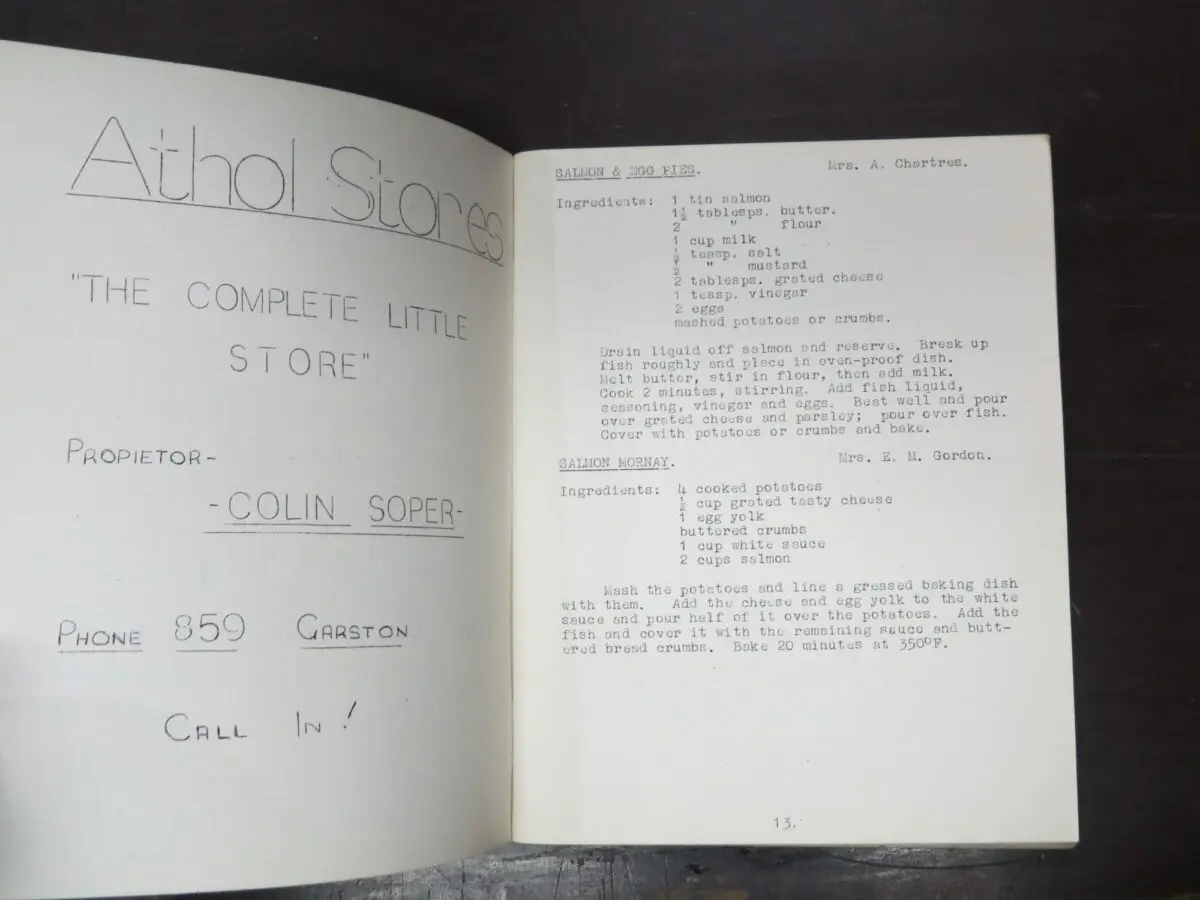 Athol Stores
"THE COMPLETE LITTLE
STORE"
PROPIETOR-
-COLIN SOPER-
PHONE 859 GARSTON
CALL IN!
SALMON & EGG PIES. Mrs. A. Chartres.
Ingredients: 1 tin salmon
1½ tablesps. butter.
2 " flour
1 cup milk
½ teasp. salt
½ " mustard
2 tablesps. grated cheese
1 teasp. vinegar
2 eggs
mashed potatoes or crumbs.
Drain liquid off salmon and reserve. Break up
fish roughly and place in oven-proof dish.
Melt butter, stir in flour, then add milk.
Cook 2 minutes, stirring. Add fish liquid,
seasoning, vinegar and eggs. Beat well and pour
over grated cheese and parsley; pour over fish.
Cover with potatoes or crumbs and bake.
SALMON MORNAY. Mrs. E. M. Gordon.
Ingredients: 4 cooked potatoes
½ cup grated tasty cheese
1 egg yolk
buttered crumbs
1 cup white sauce
2 cups salmon
Mash the potatoes and line a greased baking dish
with them. Add the cheese and egg yolk to the white
sauce and pour half of it over the potatoes. Add the
fish and cover it with the remaining sauce and butt-
ered bread crumbs. Bake 20 minutes at 350ºF.
13.